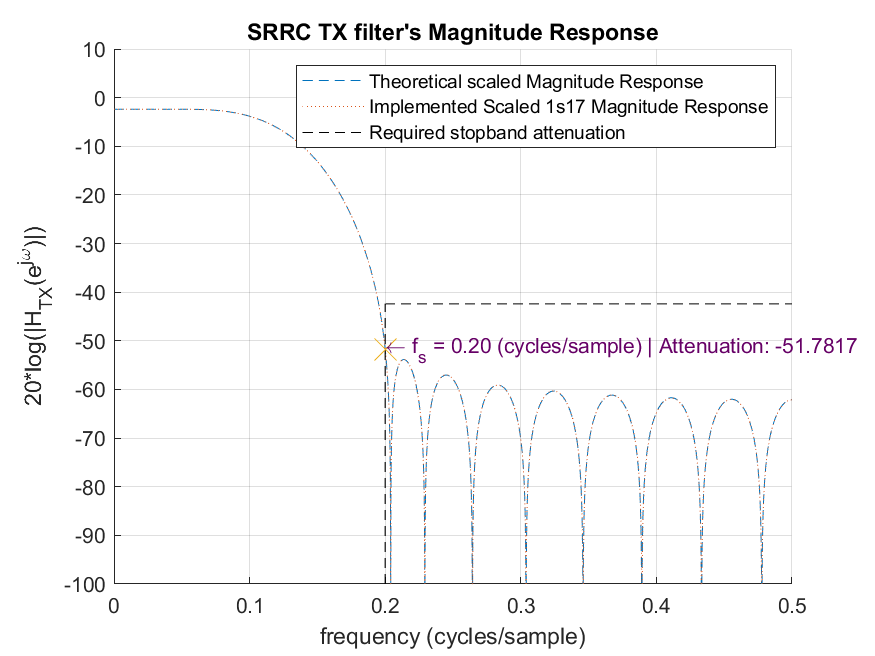 SRRC TX filter's Magnitude Response
10
0
-10
-20
-30
-40
-50
-60
-70
-80
-90
-100
20*log(|H_TX(e^jω)|)
Theoretical scaled Magnitude Response
Implemented Scaled 1s17 Magnitude Response
Required stopband attenuation
f_s = 0.20 (cycles/sample) | Attenuation: -51.7817
0 0.1 0.2 0.3 0.4 0.5
frequency (cycles/sample)